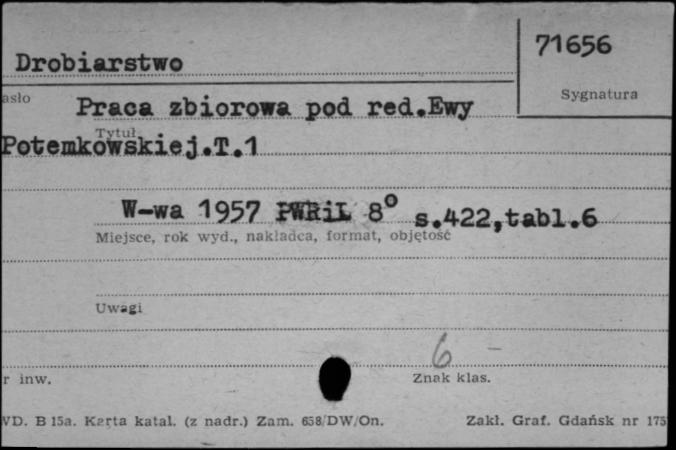 71656
Drobiarstwo
Sygnatura
asło
Praca zbiorowa pod red.Ewy
Tytuł
Potemkowskiej.T.1
W-wa 1957 PWRiL 8° s.422,tabl.6
Miejsce, rok wyd., nakładca, format, objętość
Uwagi
6 –
r inw.
Znak klas.
WD. B 15a. Karta katal. (z nadr.) Zam. 658/DW/On.
Zakł. Graf. Gdańsk nr 175